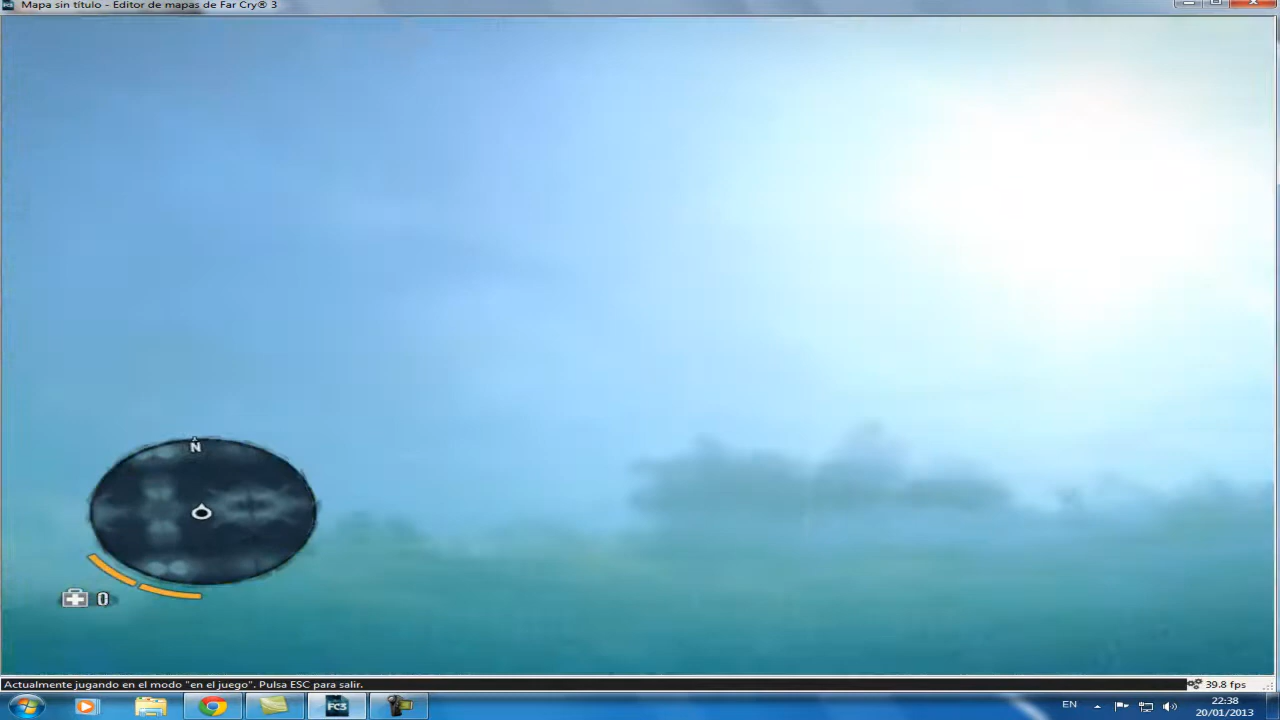 Mapa sin título - Editor de mapas de Far Cry® 3
N
0
Actualmente jugando en el modo "en el juego". Pulsa ESC para salir.
39.8 fps
FC3
EN
22:38
20/01/2013